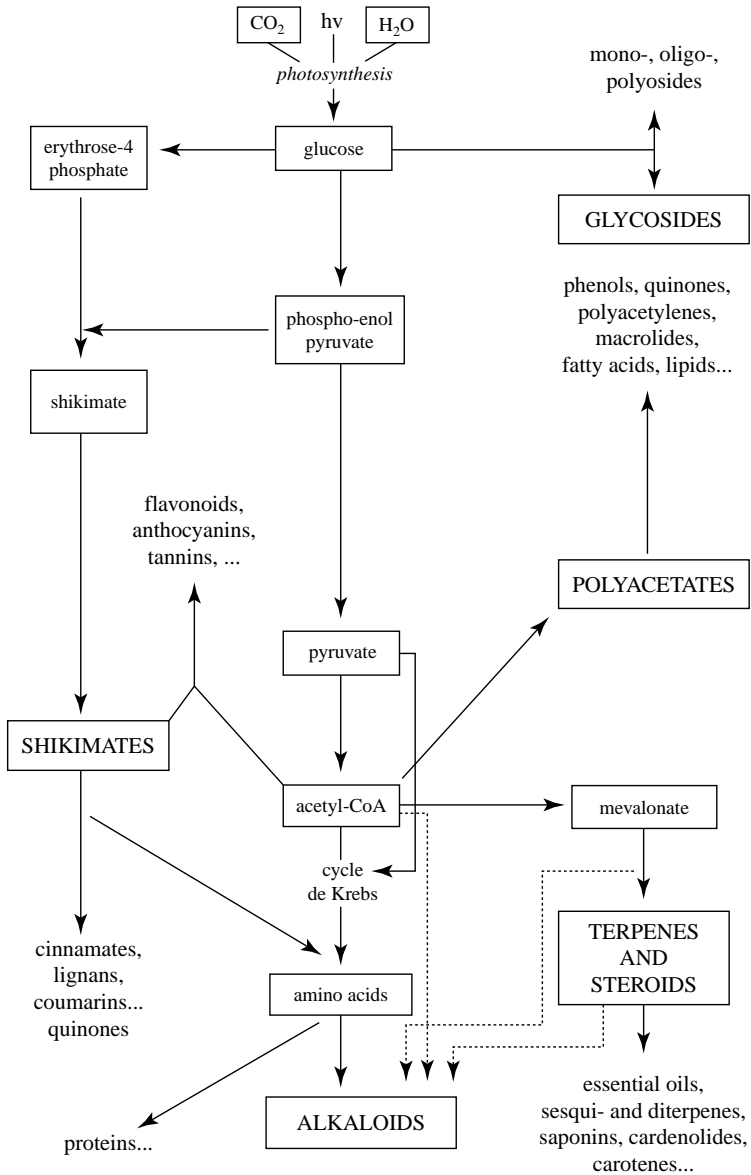 CO₂
hν
H₂O
photosynthesis
mono-, oligo-,
polyosides
erythrose-4
phosphate
glucose
GLYCOSIDES
phenols, quinones,
polyacetylenes,
macrolides,
fatty acids, lipids...
phospho-enol
pyruvate
shikimate
flavonoids,
anthocyanins,
tannins, ...
POLYACETATES
pyruvate
SHIKIMATES
acetyl-CoA
mevalonate
cycle
de Krebs
TERPENES
AND
STEROIDS
cinnamates,
lignans,
coumarins...
quinones
amino acids
essential oils,
sesqui- and diterpenes,
saponins, cardenolides,
carotenes...
ALKALOIDS
proteins...